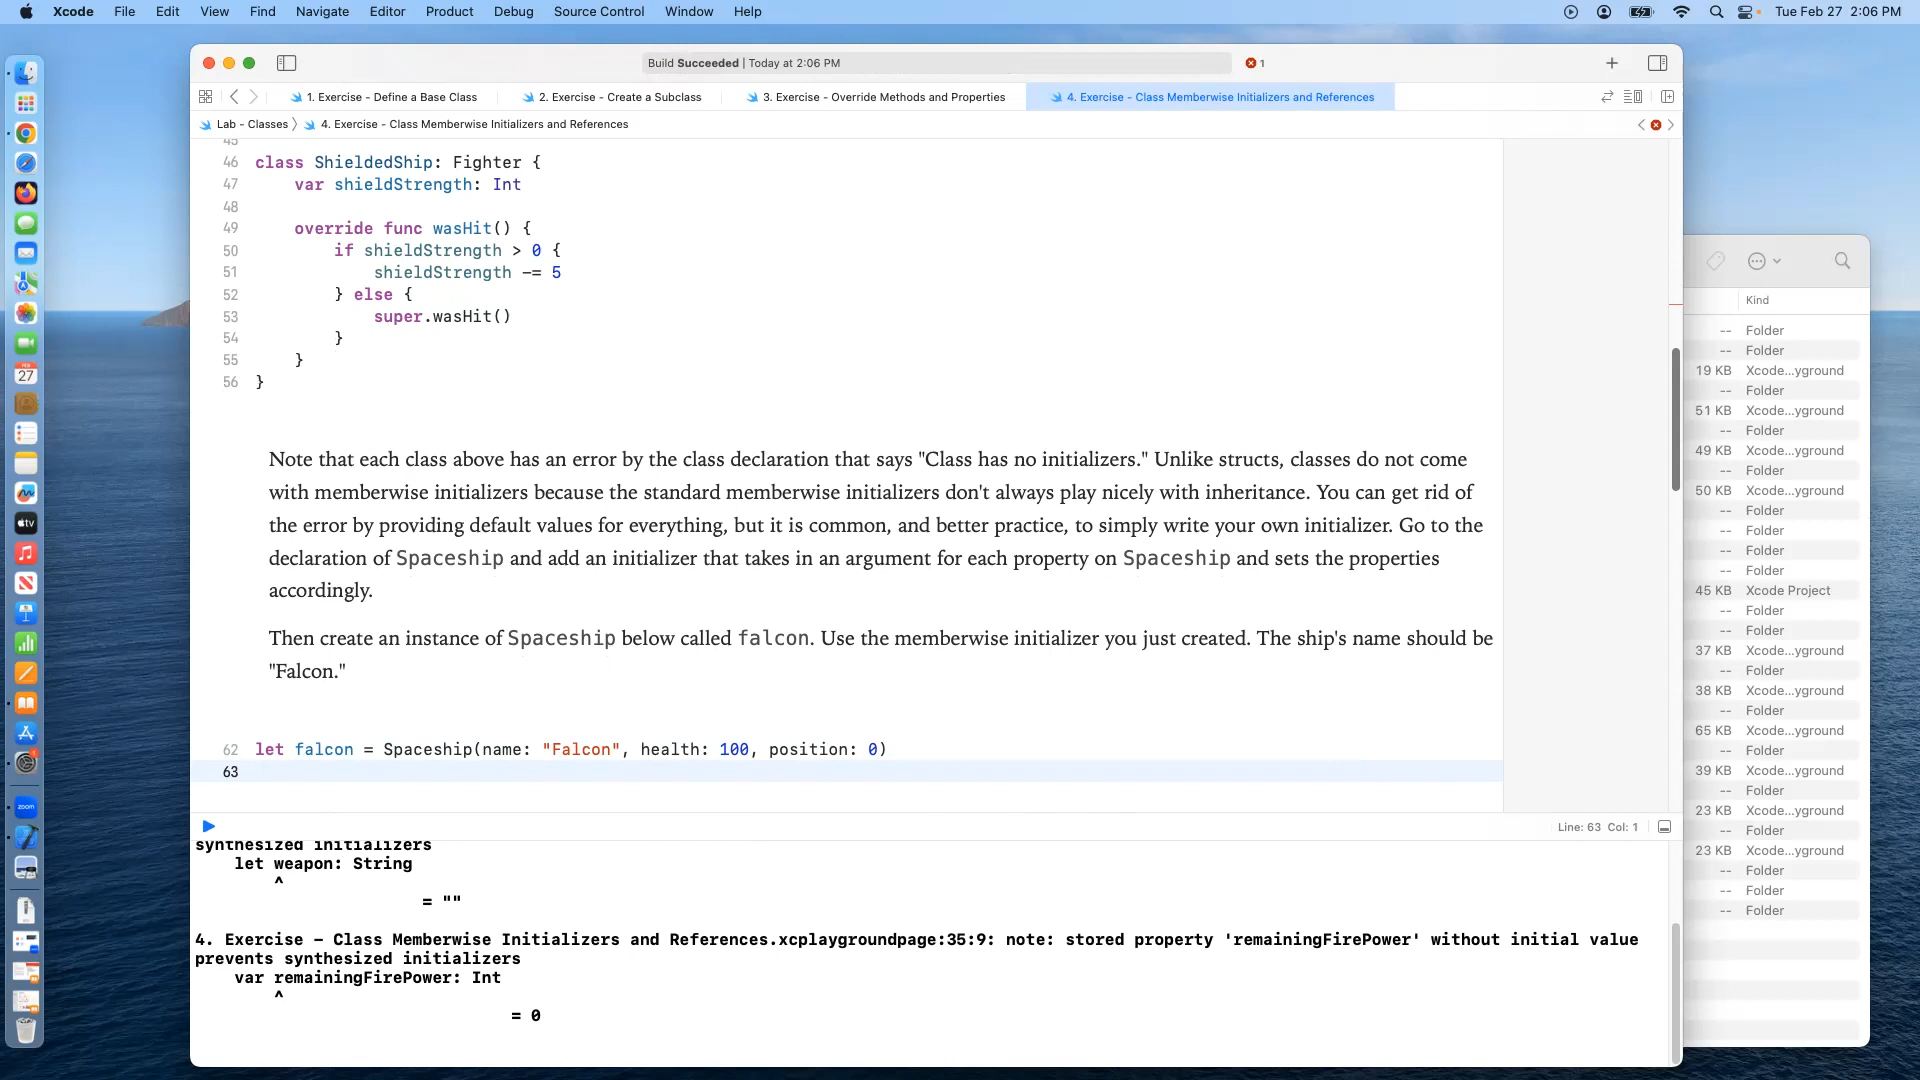 Xcode File Edit View Find Navigate Editor Product Debug Source Control Window Help Tue Feb 27 2:06 PM
Build Succeeded | Today at 2:06 PM 1
1. Exercise - Define a Base Class 2. Exercise - Create a Subclass 3. Exercise - Override Methods and Properties 4. Exercise - Class Memberwise Initializers and References
Lab - Classes 4. Exercise - Class Memberwise Initializers and References
45
46 class ShieldedShip: Fighter {
47 var shieldStrength: Int
48
49 override func wasHit() {
50 if shieldStrength > 0 {
51 shieldStrength -= 5
52 } else {
53 super.wasHit()
54 }
55 }
56 }
Note that each class above has an error by the class declaration that says "Class has no initializers." Unlike structs, classes do not come
with memberwise initializers because the standard memberwise initializers don't always play nicely with inheritance. You can get rid of
the error by providing default values for everything, but it is common, and better practice, to simply write your own initializer. Go to the
declaration of Spaceship and add an initializer that takes in an argument for each property on Spaceship and sets the properties
accordingly.
Then create an instance of Spaceship below called falcon. Use the memberwise initializer you just created. The ship's name should be
"Falcon."
62 let falcon = Spaceship(name: "Falcon", health: 100, position: 0)
63
Line: 63 Col: 1
synthesized initializers
let weapon: String
^
= ""
4. Exercise – Class Memberwise Initializers and References.xcplaygroundpage:35:9: note: stored property 'remainingFirePower' without initial value
prevents synthesized initializers
var remainingFirePower: Int
^
= 0
Kind
-- Folder
-- Folder
19 KB Xcode...yground
-- Folder
51 KB Xcode...yground
-- Folder
49 KB Xcode...yground
-- Folder
50 KB Xcode...yground
-- Folder
-- Folder
-- Folder
-- Folder
45 KB Xcode Project
-- Folder
-- Folder
37 KB Xcode...yground
-- Folder
38 KB Xcode...yground
-- Folder
65 KB Xcode...yground
-- Folder
39 KB Xcode...yground
-- Folder
23 KB Xcode...yground
-- Folder
23 KB Xcode...yground
-- Folder
-- Folder
-- Folder
27
tv
zoom